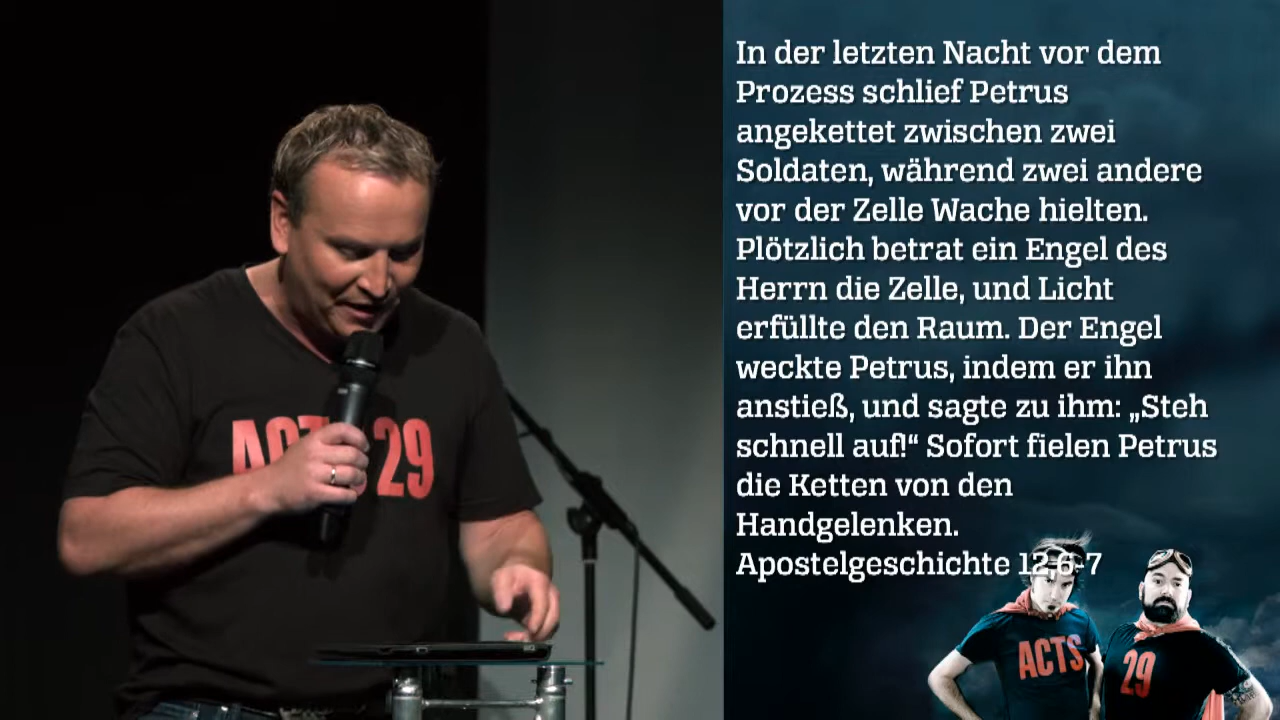 In der letzten Nacht vor dem
Prozess schlief Petrus
angekettet zwischen zwei
Soldaten, während zwei andere
vor der Zelle Wache hielten.
Plötzlich betrat ein Engel des
Herrn die Zelle, und Licht
erfüllte den Raum. Der Engel
weckte Petrus, indem er ihn
anstieß, und sagte zu ihm: „Steh
schnell auf!“ Sofort fielen Petrus
die Ketten von den
Handgelenken.
Apostelgeschichte 12,6-7
ACTS 29
ACTS
29